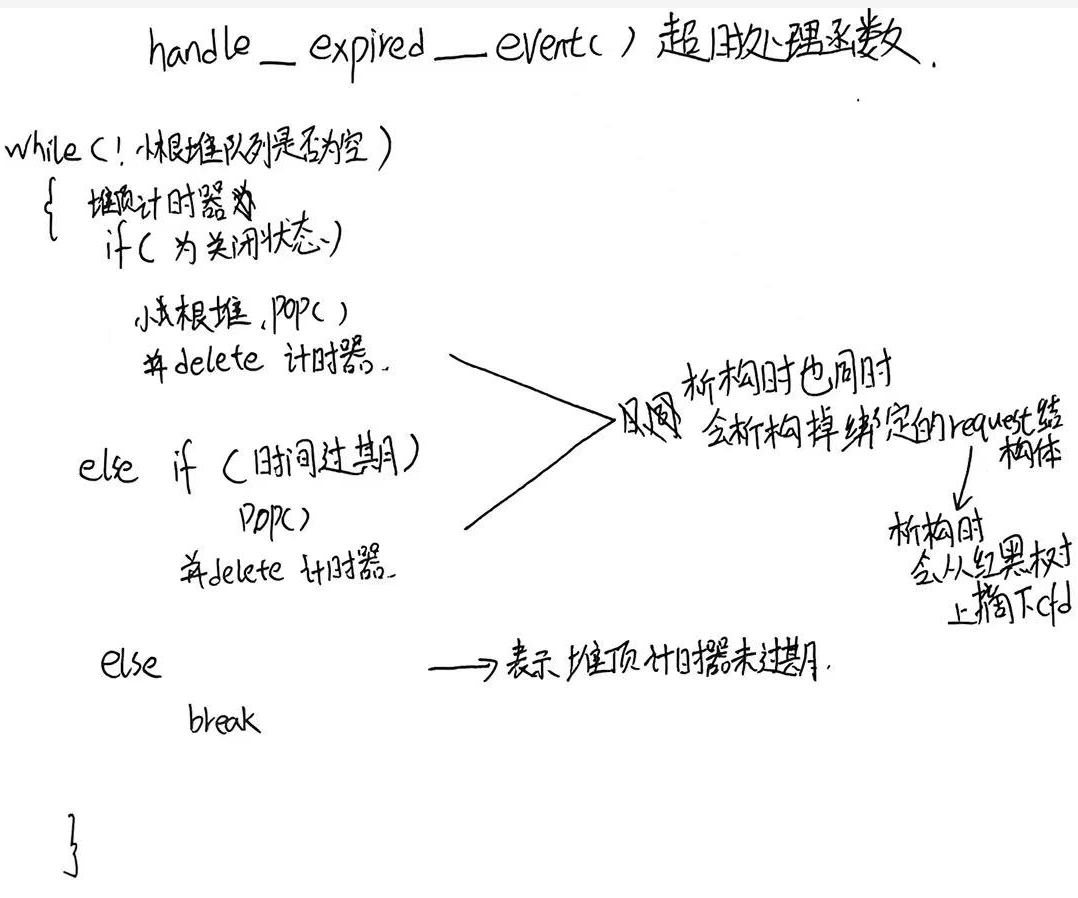 handle_expired_event() 超时处理函数.
while(!小根堆队列是否为空)
{ 堆顶计时器
if( 为关闭状态)
小根堆.pop()
并delete 计时器.
析构时也同时
会析构掉绑定的request结
构体
else if (时间过期)
pop()
并delete 计时器.
析构时
会从红黑树
上摘下cfd
else
→ 表示堆顶计时器未过期.
break
}